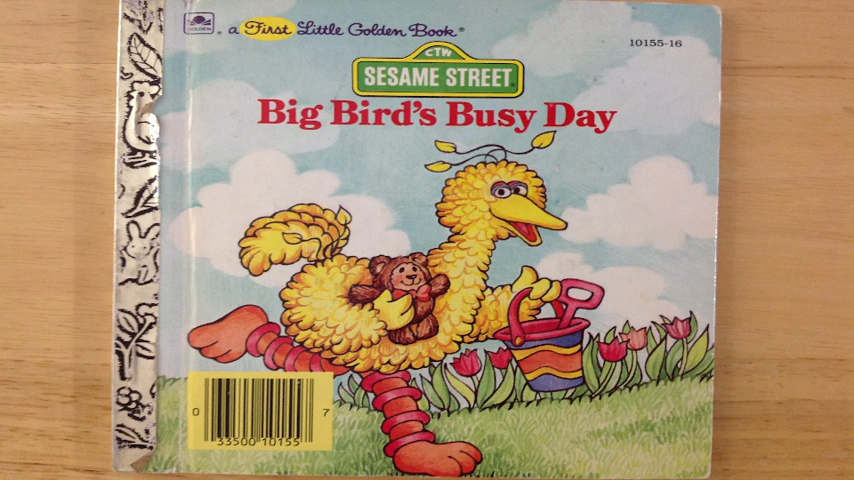 GOLDEN®
a First Little Golden Book®
10155-16
CTW
SESAME STREET
Big Bird's Busy Day
0 33500 10155 7